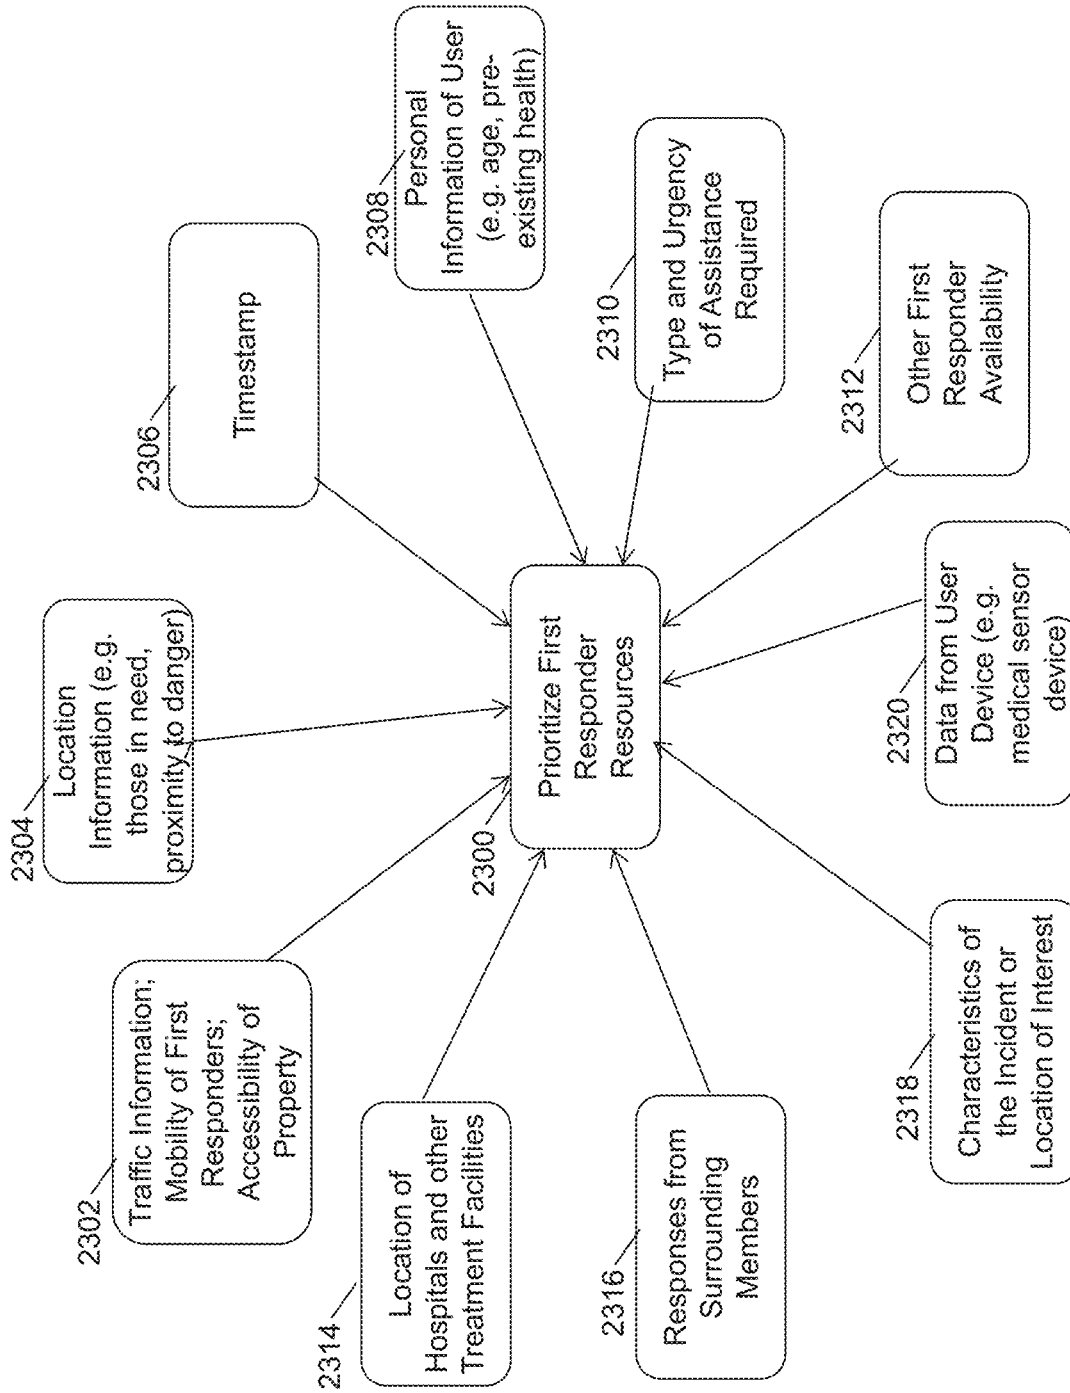 2304
Location
Information (e.g.
those in need,
proximity to danger)
2306
Timestamp
2308
Personal
Information of User
(e.g. age, pre-
existing health)
2302
Traffic Information;
Mobility of First
Responders;
Accessibility of
Property
2300
Prioritize First
Responder
Resources
2310
Type and Urgency
of Assistance
Required
2314
Location of
Hospitals and other
Treatment Facilities
2312
Other First
Responder
Availability
2316
Responses from
Surrounding
Members
2318
Characteristics of
the Incident or
Location of Interest
2320
Data from User
Device (e.g.
medical sensor
device)